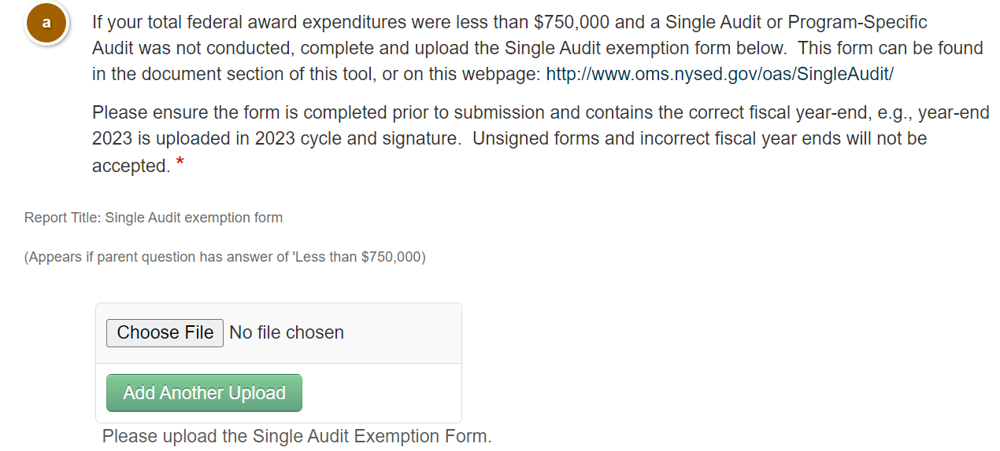 a
If your total federal award expenditures were less than $750,000 and a Single Audit or Program-Specific
Audit was not conducted, complete and upload the Single Audit exemption form below.  This form can be found
in the document section of this tool, or on this webpage: http://www.oms.nysed.gov/oas/SingleAudit/
Please ensure the form is completed prior to submission and contains the correct fiscal year-end, e.g., year-end
2023 is uploaded in 2023 cycle and signature.  Unsigned forms and incorrect fiscal year ends will not be
accepted. *
Report Title: Single Audit exemption form
(Appears if parent question has answer of 'Less than $750,000)
Choose File No file chosen
Add Another Upload
Please upload the Single Audit Exemption Form.